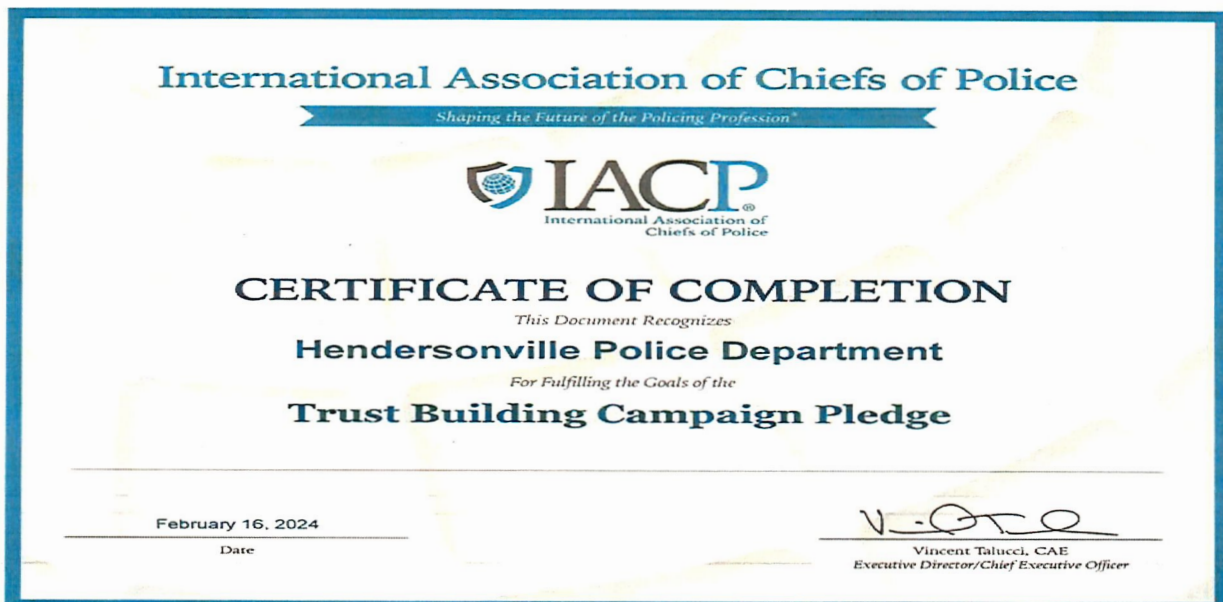 International Association of Chiefs of Police
Shaping the Future of the Policing Profession®
IACP®
International Association of
Chiefs of Police
CERTIFICATE OF COMPLETION
This Document Recognizes
Hendersonville Police Department
For Fulfilling the Goals of the
Trust Building Campaign Pledge
February 16, 2024
Date
Vincent Talucci, CAE
Executive Director/Chief Executive Officer